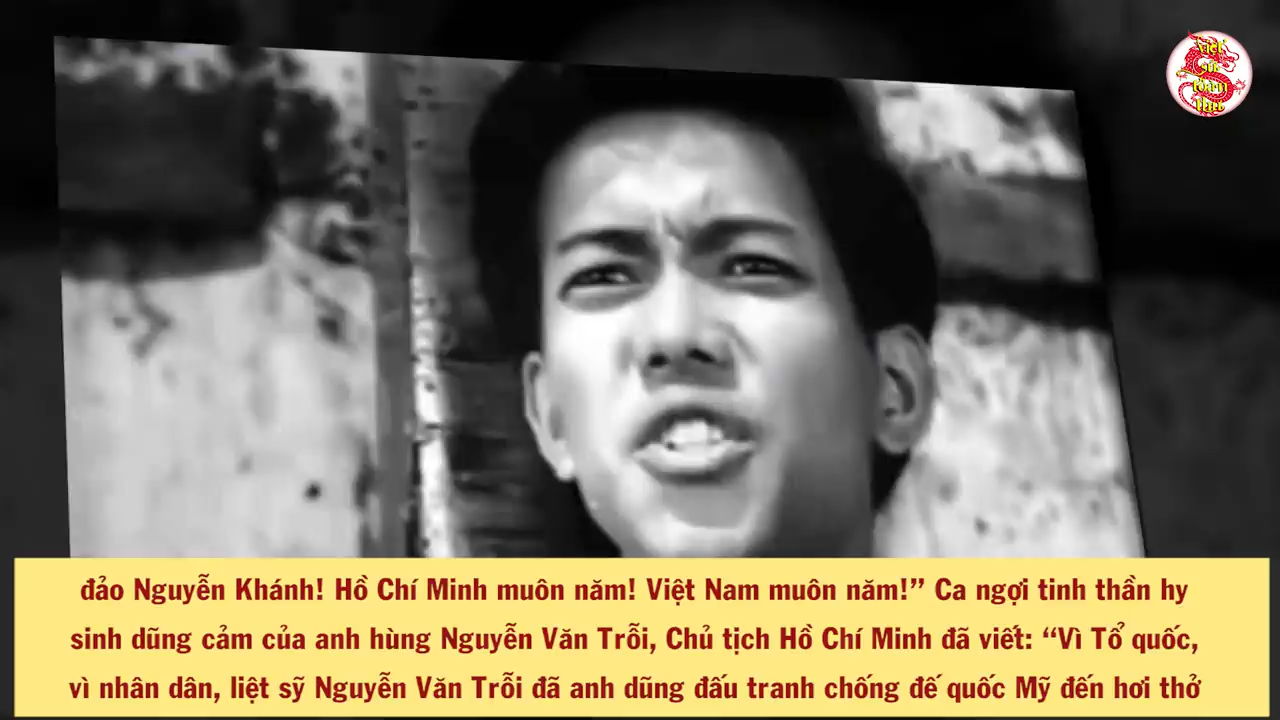 VIỆT
SỬ
đảo Nguyễn Khánh! Hồ Chí Minh muôn năm! Việt Nam muôn năm!” Ca ngợi tinh thần hy
sinh dũng cảm của anh hùng Nguyễn Văn Trỗi, Chủ tịch Hồ Chí Minh đã viết: “Vì Tổ quốc,
vì nhân dân, liệt sỹ Nguyễn Văn Trỗi đã anh dũng đấu tranh chống đế quốc Mỹ đến hơi thở